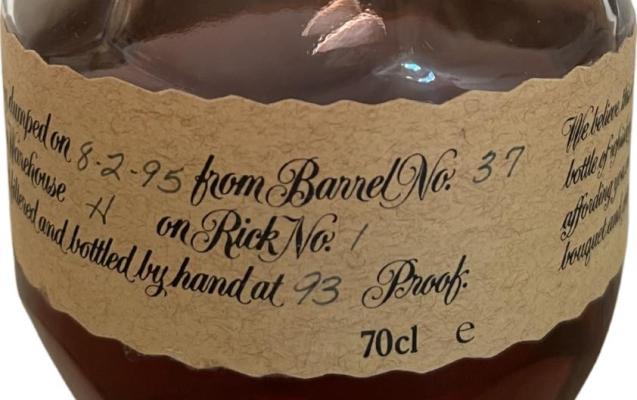 dumped on 8-2-95 from Barrel No. 37
Warehouse H on Rick No. 1
filtered and bottled by hand at 93 Proof.
70cl e
We believe this
bottle of
affording you
bouquet and